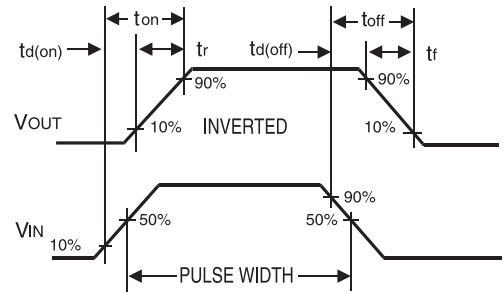 ton toff
td(on) tr td(off) tf
90% 90%
VOUT 10% INVERTED 10%
90%
VIN 50% 50%
10%
PULSE WIDTH